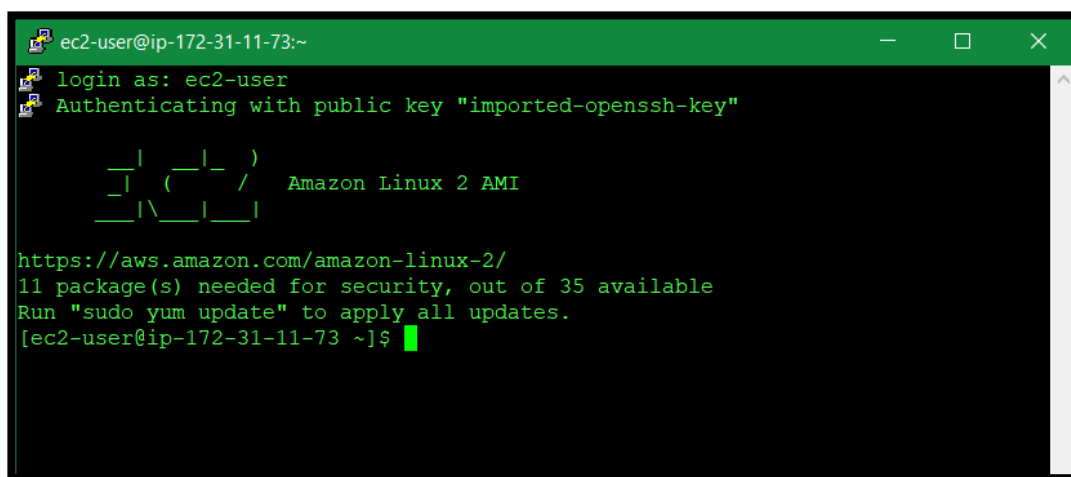 ec2-user@ip-172-31-11-73:~
login as: ec2-user
Authenticating with public key "imported-openssh-key"
       __|  __|_  )
       _|  (     /   Amazon Linux 2 AMI
      ___|\___|___|
https://aws.amazon.com/amazon-linux-2/
11 package(s) needed for security, out of 35 available
Run "sudo yum update" to apply all updates.
[ec2-user@ip-172-31-11-73 ~]$